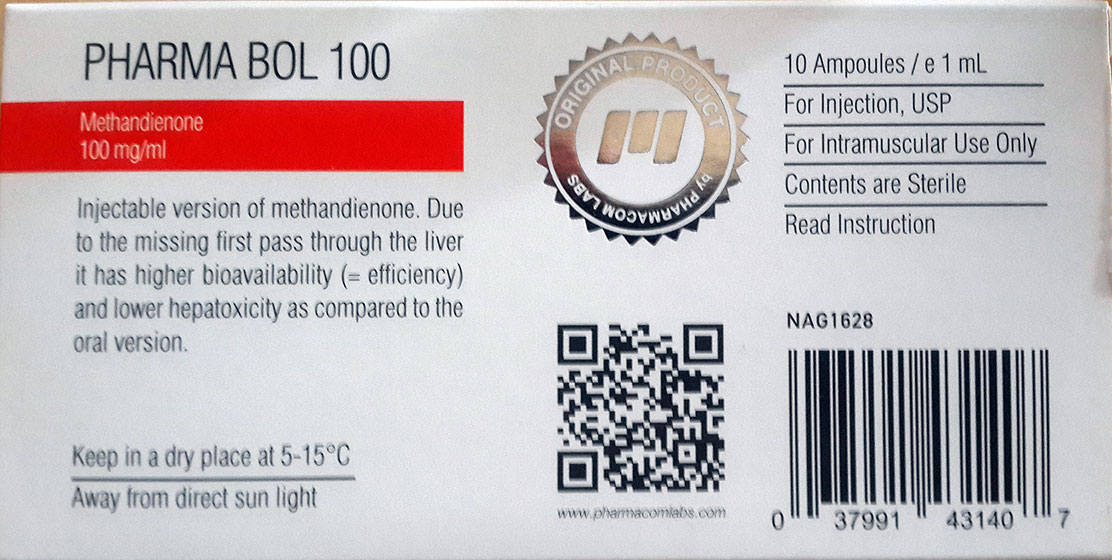 PHARMA BOL 100
Methandienone
100 mg/ml
Injectable version of methandienone. Due
to the missing first pass through the liver
it has higher bioavailability (= efficiency)
and lower hepatoxicity as compared to the
oral version.
Keep in a dry place at 5-15°C
Away from direct sun light
ORIGINAL PRODUCT
by PHARMACOM LABS
www.pharmacomlabs.com
10 Ampoules / e 1 mL
For Injection, USP
For Intramuscular Use Only
Contents are Sterile
Read Instruction
NAG1628
0 37991 43140 7